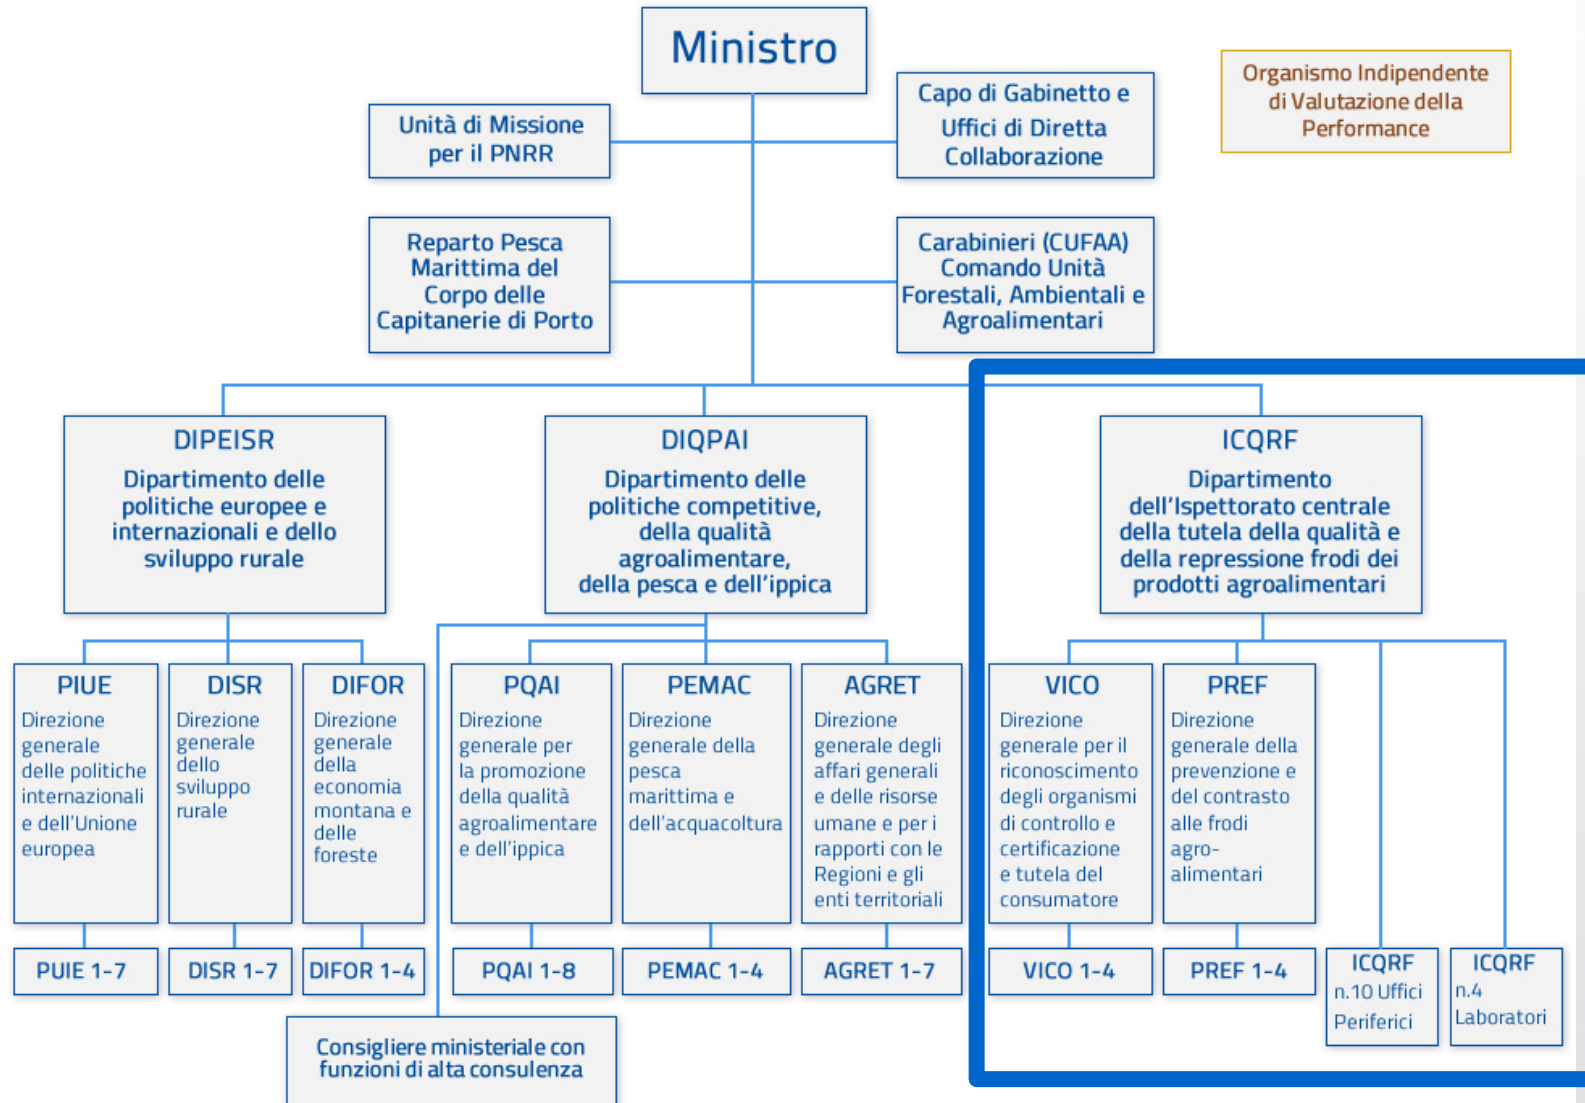 Ministro
Organismo Indipendente
di Valutazione della
Performance
Unità di Missione
per il PNRR
Capo di Gabinetto e
Uffici di Diretta
Collaborazione
Reparto Pesca
Marittima del
Corpo delle
Capitanerie di Porto
Carabinieri (CUFAA)
Comando Unità
Forestali, Ambientali e
Agroalimentari
DIPEISR
Dipartimento delle
politiche europee e
internazionali e dello
sviluppo rurale
DIQPAI
Dipartimento delle
politiche competitive,
della qualità
agroalimentare,
della pesca e dell'ippica
ICQRF
Dipartimento
dell'Ispettorato centrale
della tutela della qualità e
della repressione frodi dei
prodotti agroalimentari
PIUE
Direzione
generale
delle politiche
internazionali
e dell'Unione
europea
DISR
Direzione
generale
dello
sviluppo
rurale
DIFOR
Direzione
generale
della
economia
montana e
delle
foreste
PQAI
Direzione
generale per
la promozione
della qualità
agroalimentare
e dell'ippica
PEMAC
Direzione
generale della
pesca
marittima e
dell'acquacoltura
AGRET
Direzione
generale degli
affari generali
e delle risorse
umane e per i
rapporti con le
Regioni e gli
enti territoriali
VICO
Direzione
generale per il
riconoscimento
degli organismi
di controllo e
certificazione
e tutela del
consumatore
PREF
Direzione
generale della
prevenzione e
del contrasto
alle frodi
agro-
alimentari
PUIE 1-7
DISR 1-7
DIFOR 1-4
PQAI 1-8
PEMAC 1-4
AGRET 1-7
VICO 1-4
PREF 1-4
ICQRF
n.10 Uffici
Periferici
ICQRF
n.4
Laboratori
Consigliere ministeriale con
funzioni di alta consulenza